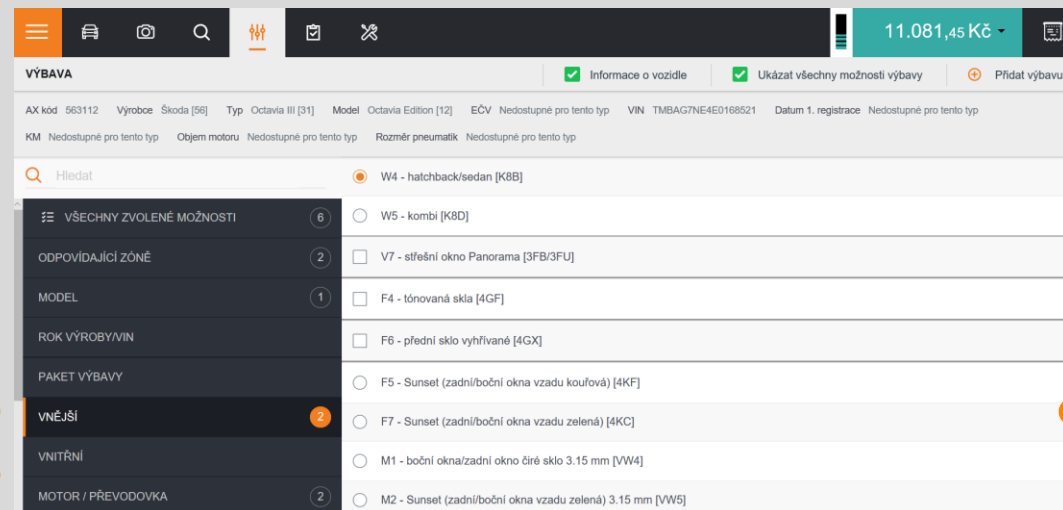 11.081,45 Kč
VÝBAVA
Informace o vozidle
Ukázat všechny možnosti výbavy
Přidat výbavu
AX kód 563112 Výrobce Škoda [56] Typ Octavia III [31] Model Octavia Edition [12] EČV Nedostupné pro tento typ VIN TMBAG7NE4E0168521 Datum 1. registrace Nedostupné pro tento typ
KM Nedostupné pro tento typ Objem motoru Nedostupné pro tento typ Rozměr pneumatik Nedostupné pro tento typ
Hledat
VŠECHNY ZVOLENÉ MOŽNOSTI 6
ODPOVÍDAJÍCÍ ZÓNĚ 2
MODEL 1
ROK VÝROBY/VIN
PAKET VÝBAVY
VNĚJŠÍ 2
VNITŘNÍ
MOTOR / PŘEVODOVKA 2
W4 - hatchback/sedan [K8B]
W5 - kombi [K8D]
V7 - střešní okno Panorama [3FB/3FU]
F4 - tónovaná skla [4GF]
F6 - přední sklo vyhřívané [4GX]
F5 - Sunset (zadní/boční okna vzadu kouřová) [4KF]
F7 - Sunset (zadní/boční okna vzadu zelená) [4KC]
M1 - boční okna/zadní okno čiré sklo 3.15 mm [VW4]
M2 - Sunset (zadní/boční okna vzadu zelená) 3.15 mm [VW5]